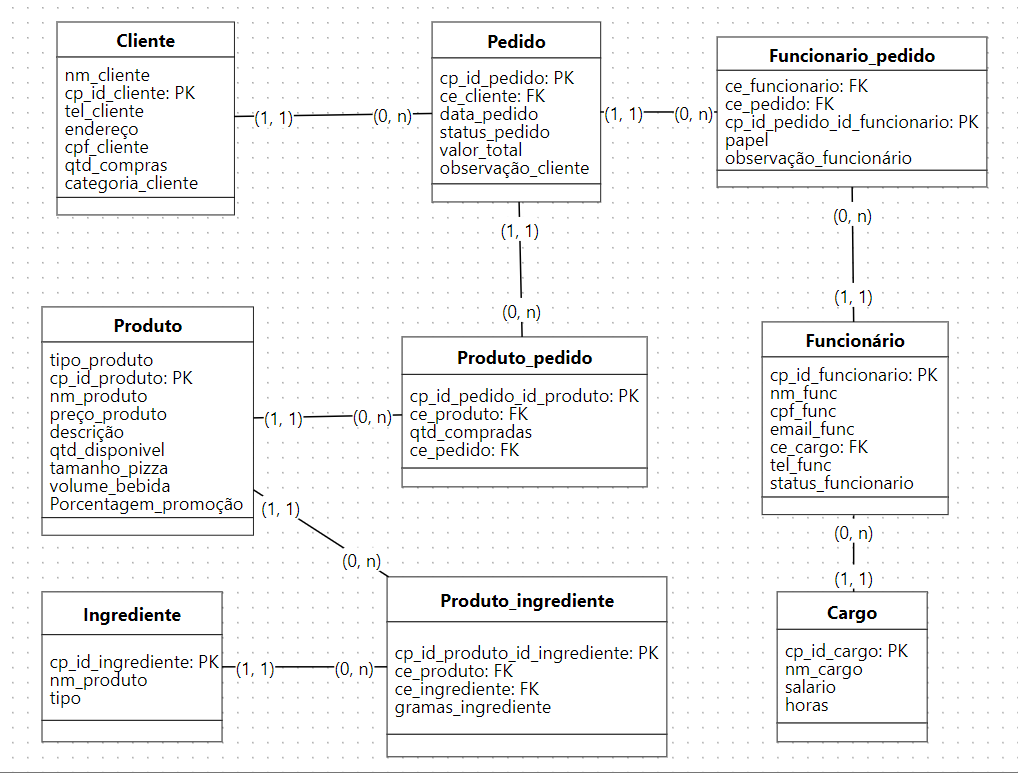 Cliente
nm_cliente
cp_id_cliente: PK
tel_cliente
endereço
cpf_cliente
qtd_compras
categoria_cliente
(1, 1)
(0, n)
Pedido
cp_id_pedido: PK
ce_cliente: FK
data_pedido
status_pedido
valor_total
observação_cliente
(1, 1)
(0, n)
Funcionario_pedido
ce_funcionario: FK
ce_pedido: FK
cp_id_pedido_id_funcionario: PK
papel
observação_funcionário
(1, 1)
(0, n)
(0, n)
(1, 1)
Produto
tipo_produto
cp_id_produto: PK
nm_produto
preço_produto
descrição
qtd_disponivel
tamanho_pizza
volume_bebida
Porcentagem_promoção
(1, 1)
(0, n)
Produto_pedido
cp_id_pedido_id_produto: PK
ce_produto: FK
qtd_compradas
ce_pedido: FK
Funcionário
cp_id_funcionario: PK
nm_func
cpf_func
email_func
ce_cargo: FK
tel_func
status_funcionario
(1, 1)
(0, n)
(0, n)
(1, 1)
Ingrediente
cp_id_ingrediente: PK
nm_produto
tipo
(1, 1)
(0, n)
Produto_ingrediente
cp_id_produto_id_ingrediente: PK
ce_produto: FK
ce_ingrediente: FK
gramas_ingrediente
Cargo
cp_id_cargo: PK
nm_cargo
salario
horas